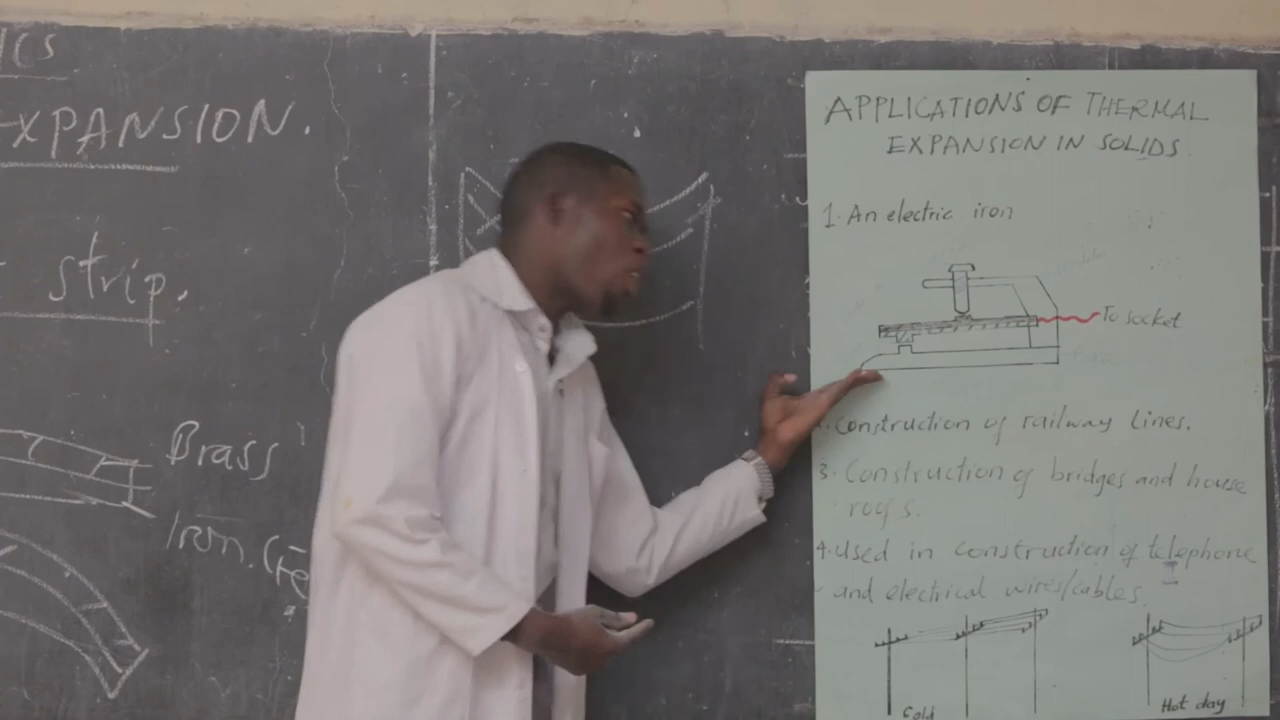 ICS
EXPANSION.
strip.
Brass
Iron. (Fe
APPLICATIONS OF THERMAL
EXPANSION IN SOLIDS.
1. An electric iron
To socket
. Construction of railway lines.
3. Construction of bridges and house
roofs.
4. Used in construction of telephone
and electrical wires/cables.
Cold
Hot day